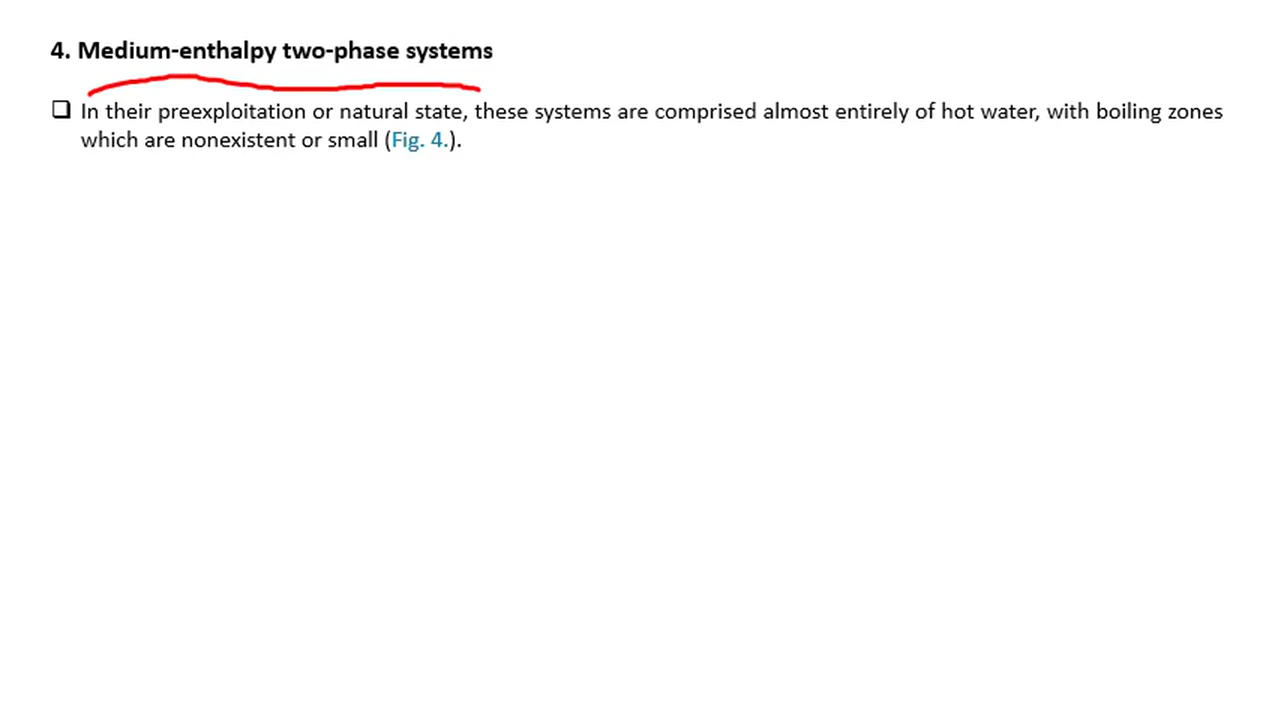 4. Medium-enthalpy two-phase systems
❑ In their preexploitation or natural state, these systems are comprised almost entirely of hot water, with boiling zones
which are nonexistent or small (Fig. 4.).